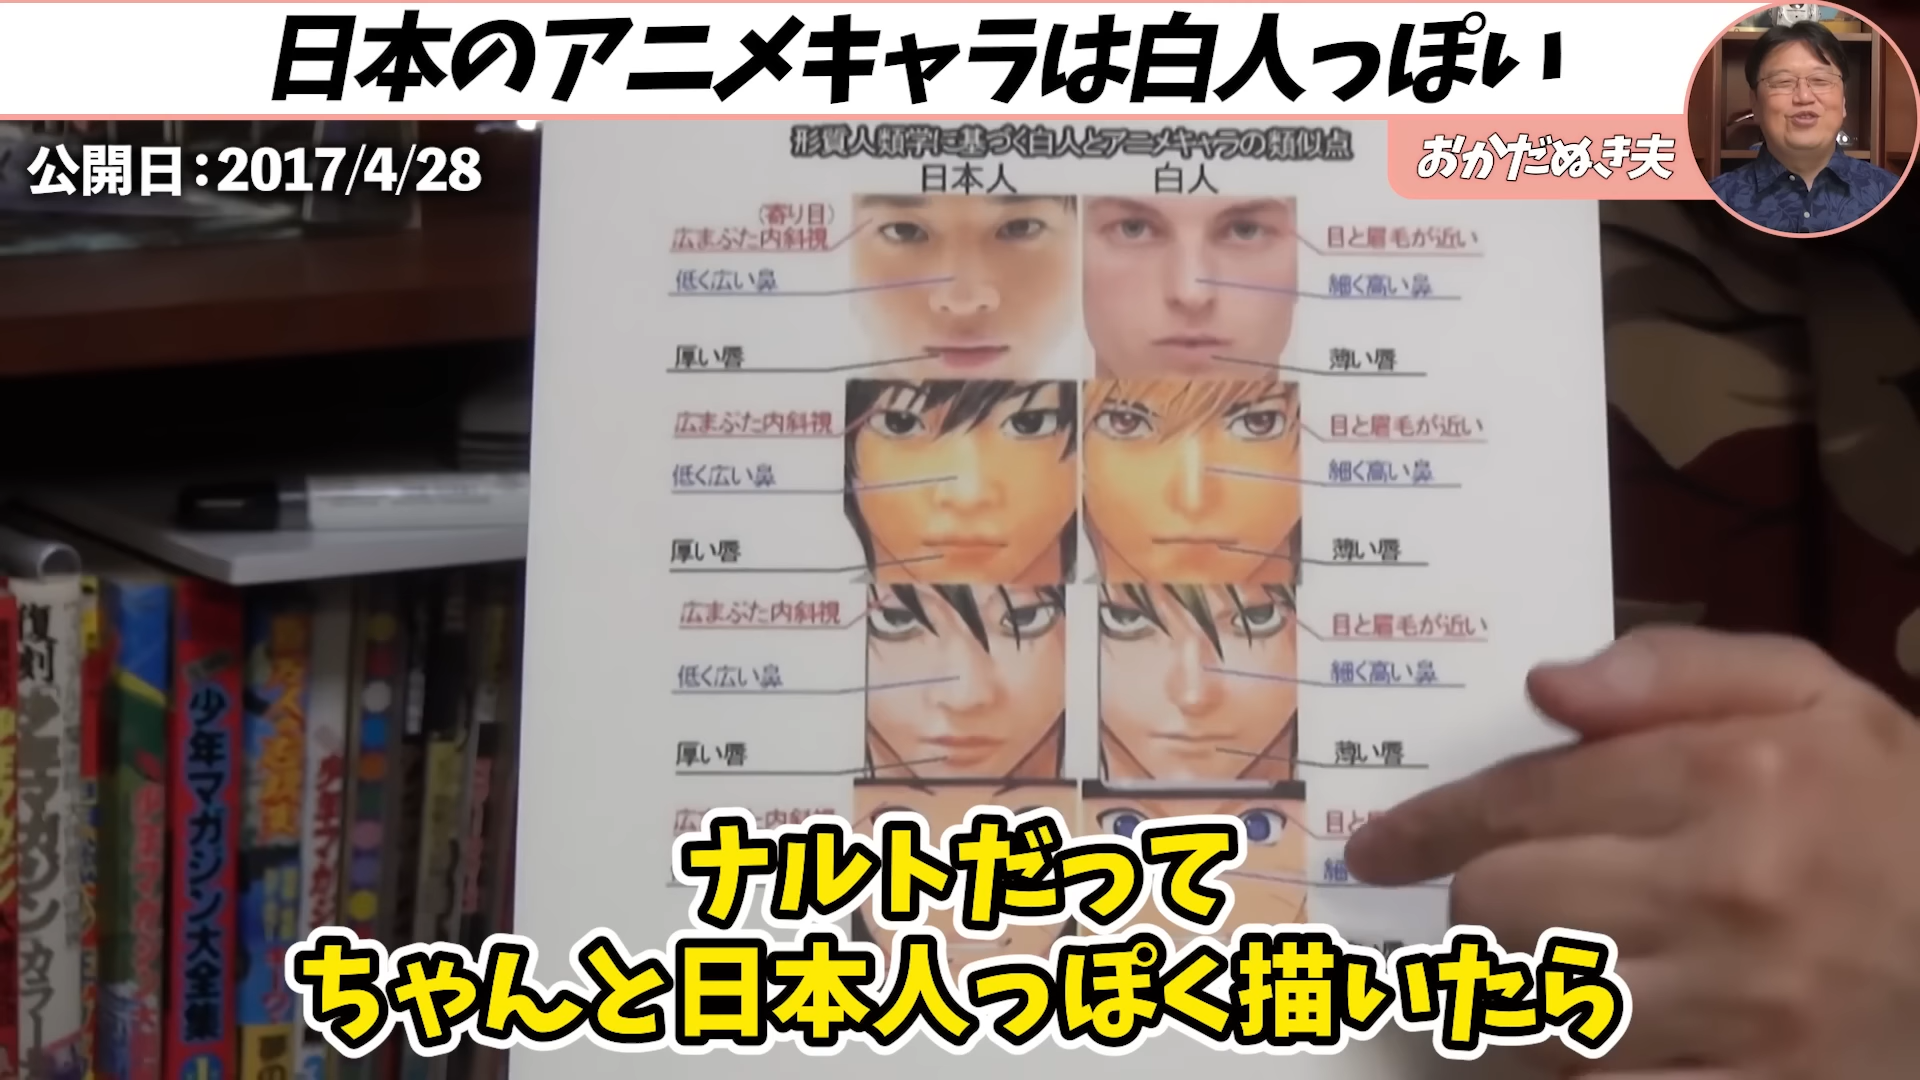 日本のアニメキャラは白人っぽい
公開日：2017/4/28
おかだぬき夫
形質人類学に基づく白人とアニメキャラの類似点
日本人
白人
(寄り目)
広まぶた内斜視
目と眉毛が近い
低く広い鼻
細く高い鼻
厚い唇
薄い唇
広まぶた内斜視
目と眉毛が近い
低く広い鼻
細く高い鼻
厚い唇
薄い唇
広まぶた内斜視
目と眉毛が近い
低く広い鼻
細く高い鼻
厚い唇
薄い唇
復刻
少年マガジン大全集
ナルトだって
ちゃんと日本人っぽく描いたら